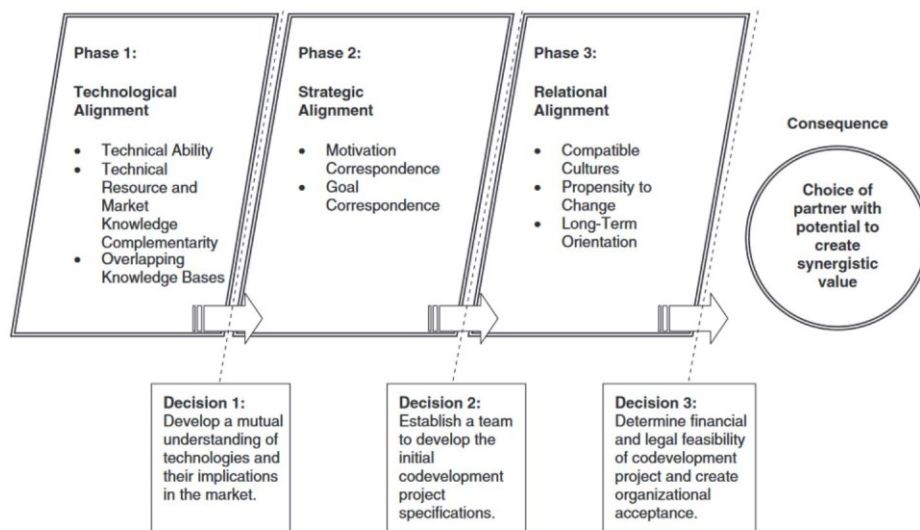 Phase 1:
Technological
Alignment
• Technical Ability
• Technical
Resource and
Market
Knowledge
Complementarity
• Overlapping
Knowledge Bases
Phase 2:
Strategic
Alignment
• Motivation
Correspondence
• Goal
Correspondence
Phase 3:
Relational
Alignment
• Compatible
Cultures
• Propensity to
Change
• Long-Term
Orientation
Consequence
Choice of
partner with
potential to
create
synergistic
value
Decision 1:
Develop a mutual
understanding of
technologies and
their implications
in the market.
Decision 2:
Establish a team
to develop the
initial
codevelopment
project
specifications.
Decision 3:
Determine financial
and legal feasibility
of codevelopment
project and create
organizational
acceptance.